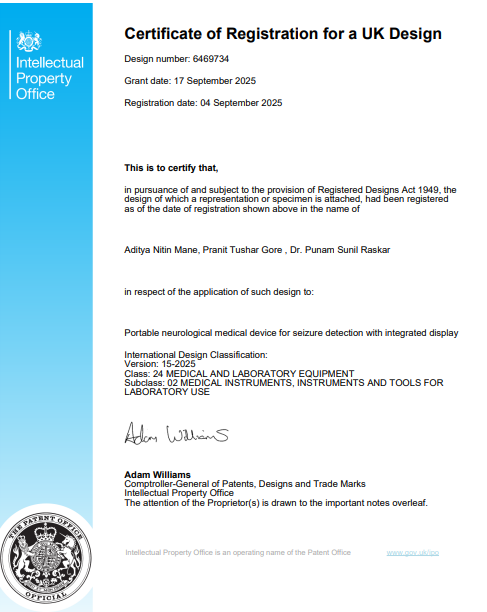 Intellectual
Property
Office
Certificate of Registration for a UK Design
Design number: 6469734
Grant date: 17 September 2025
Registration date: 04 September 2025
This is to certify that,
in pursuance of and subject to the provision of Registered Designs Act 1949, the
design of which a representation or specimen is attached, had been registered
as of the date of registration shown above in the name of
Aditya Nitin Mane, Pranit Tushar Gore , Dr. Punam Sunil Raskar
in respect of the application of such design to:
Portable neurological medical device for seizure detection with integrated display
International Design Classification:
Version: 15-2025
Class: 24 MEDICAL AND LABORATORY EQUIPMENT
Subclass: 02 MEDICAL INSTRUMENTS, INSTRUMENTS AND TOOLS FOR
LABORATORY USE
Adam Williams
Adam Williams
Comptroller-General of Patents, Designs and Trade Marks
Intellectual Property Office
The attention of the Proprietor(s) is drawn to the important notes overleaf.
THE PATENT OFFICE
OFFICIAL
Intellectual Property Office is an operating name of the Patent Office
www.gov.uk/ipo